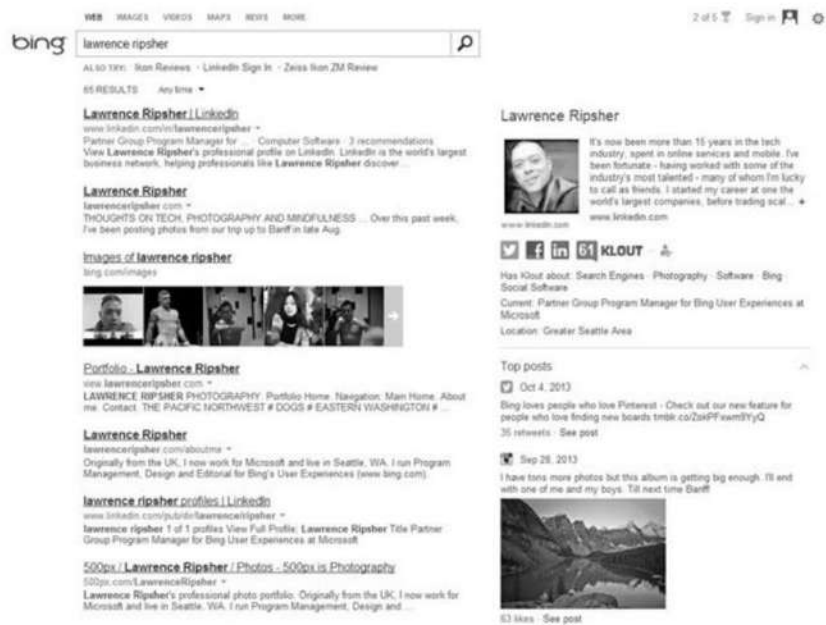 WEB IMAGES VIDEOS MAPS NEWS MORE
2 of 5 Sign in
bing
lawrence ripsher
ALSO TRY: Ikon Reviews · LinkedIn Sign In · Zeiss Ikon ZM Review
65 RESULTS Any time
Lawrence Ripsher | LinkedIn
www.linkedin.com/in/lawrenceripsher
Partner Group Program Manager for ... · Computer Software · 3 recommendations
View Lawrence Ripsher's professional profile on LinkedIn. LinkedIn is the world's largest
business network, helping professionals like Lawrence Ripsher discover ...
Lawrence Ripsher
lawrenceripsher.com
THOUGHTS ON TECH, PHOTOGRAPHY AND MINDFULNESS ... Over this past week,
I've been posting photos from our trip up to Banff in late Aug.
Images of lawrence ripsher
bing.com/images
Portfolio - Lawrence Ripsher
view.lawrenceripsher.com
LAWRENCE RIPSHER PHOTOGRAPHY. Portfolio Home. Navigation: Main Home. About
me. Contact. THE PACIFIC NORTHWEST # DOGS # EASTERN WASHINGTON # ...
Lawrence Ripsher
lawrenceripsher.com/aboutme
Originally from the UK, I now work for Microsoft and live in Seattle, WA. I run Program
Management, Design and Editorial for Bing's User Experiences (www.bing.com).
lawrence ripsher profiles | LinkedIn
www.linkedin.com/pub/dir/lawrence/ripsher
lawrence ripsher 1 of 1 profiles View Full Profile; Lawrence Ripsher Title Partner
Group Program Manager for Bing User Experiences at Microsoft
500px / Lawrence Ripsher / Photos - 500px is Photography
500px.com/LawrenceRipsher
Lawrence Ripsher's professional photo portfolio. Originally from the UK, I now work for
Microsoft and live in Seattle, WA. I run Program Management, Design and ...
Lawrence Ripsher
It's now been more than 15 years in the tech
industry, spent in online services and mobile. I've
been fortunate - having worked with some of the
industry's most talented - many of whom I'm lucky
to call as friends. I started my career at one the
world's largest companies, before trading scal...
www.linkedin.com
www.linkedin.com
61 KLOUT
Has Klout about: Search Engines · Photography · Software · Bing ·
Social Software
Current: Partner Group Program Manager for Bing User Experiences at
Microsoft
Location: Greater Seattle Area
Top posts
Oct 4, 2013
Bing loves people who love Pinterest - Check out our new feature for
people who love finding new boards tmblr.co/ZokPFxwm9YyQ
35 retweets · See post
Sep 28, 2013
I have tons more photos but this album is getting big enough. I'll end
with one of me and my boys. Till next time Banff!
63 likes · See post